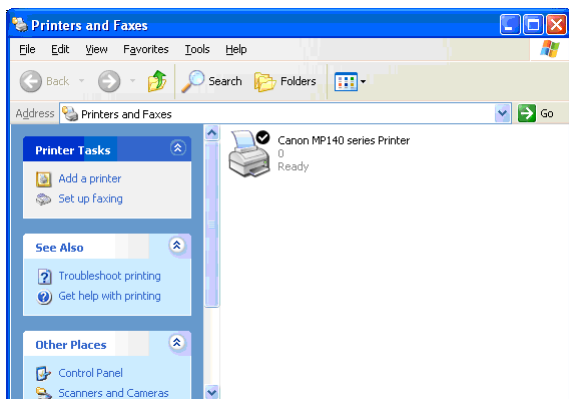 Printers and Faxes
File Edit View Favorites Tools Help
Back Search Folders
Address Printers and Faxes Go
Printer Tasks
Add a printer
Set up faxing
See Also
Troubleshoot printing
Get help with printing
Other Places
Control Panel
Scanners and Cameras
Canon MP140 series Printer
0
Ready